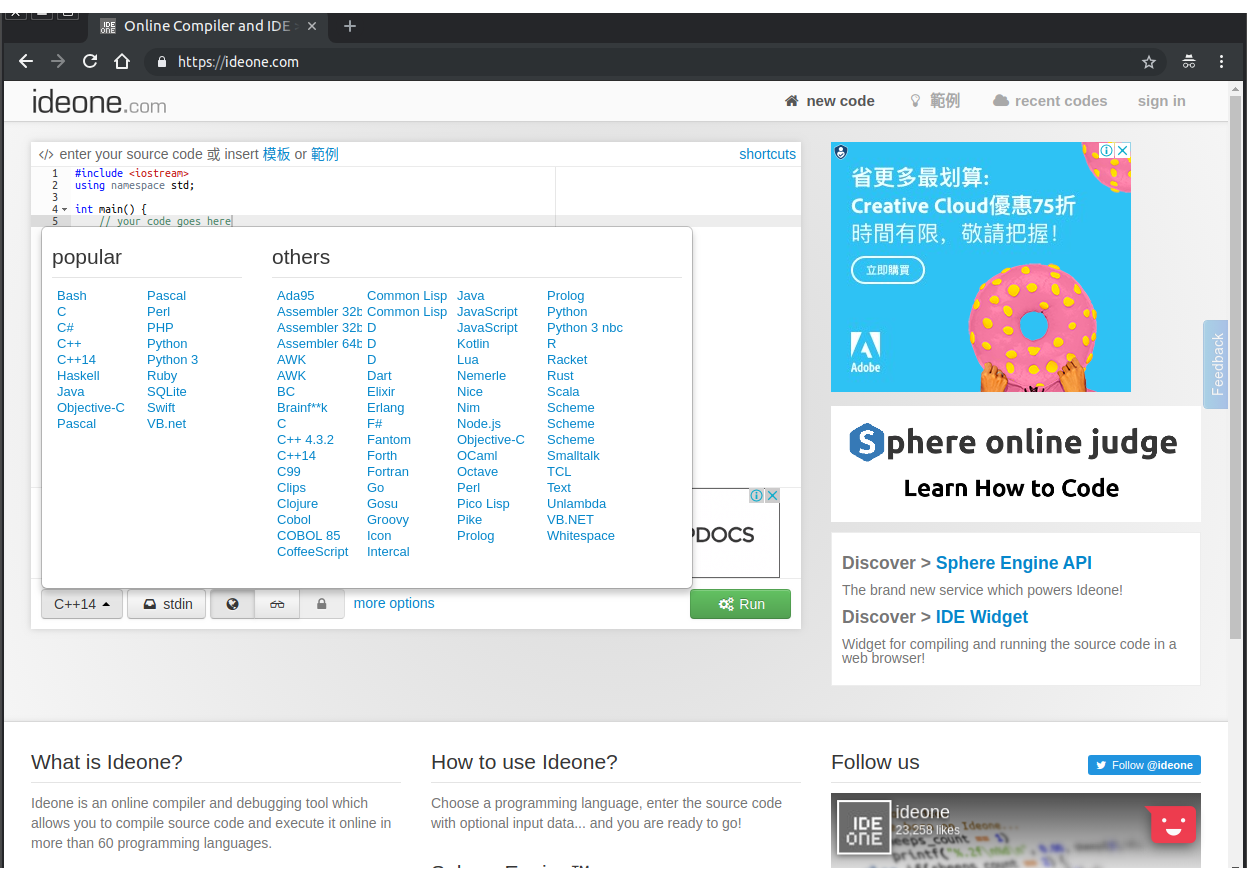 Online Compiler and IDE >
https://ideone.com
ideone.com
new code
範例
recent codes
sign in
</> enter your source code 或 insert 模板 or 範例
shortcuts
1 #include <iostream>
2 using namespace std;
3
4 int main() {
5 // your code goes here
popular
Bash
C
C#
C++
C++14
Haskell
Java
Objective-C
Pascal
Pascal
Perl
PHP
Python
Python 3
Ruby
SQLite
Swift
VB.net
others
Ada95
Assembler 32b
Assembler 32b
Assembler 64b
AWK
AWK
BC
Brainf**k
C
C++ 4.3.2
C++14
C99
Clips
Clojure
Cobol
COBOL 85
CoffeeScript
Common Lisp
Common Lisp
D
D
D
Dart
Elixir
Erlang
F#
Fantom
Forth
Fortran
Go
Gosu
Groovy
Icon
Intercal
Java
JavaScript
JavaScript
Kotlin
Lua
Nemerle
Nice
Nim
Node.js
Objective-C
OCaml
Octave
Perl
Pico Lisp
Pike
Prolog
Prolog
Python
Python 3 nbc
R
Racket
Rust
Scala
Scheme
Scheme
Scheme
Smalltalk
TCL
Text
Unlambda
VB.NET
Whitespace
PDOCS
C++14
stdin
more options
Run
省更多最划算:
Creative Cloud優惠75折
時間有限，敬請把握！
立即購買
Adobe
Feedback
Sphere online judge
Learn How to Code
Discover > Sphere Engine API
The brand new service which powers Ideone!
Discover > IDE Widget
Widget for compiling and running the source code in a
web browser!
What is Ideone?
Ideone is an online compiler and debugging tool which
allows you to compile source code and execute it online in
more than 60 programming languages.
How to use Ideone?
Choose a programming language, enter the source code
with optional input data... and you are ready to go!
Follow us
Follow @ideone
IDE
ONE
ideone
23,258 likes